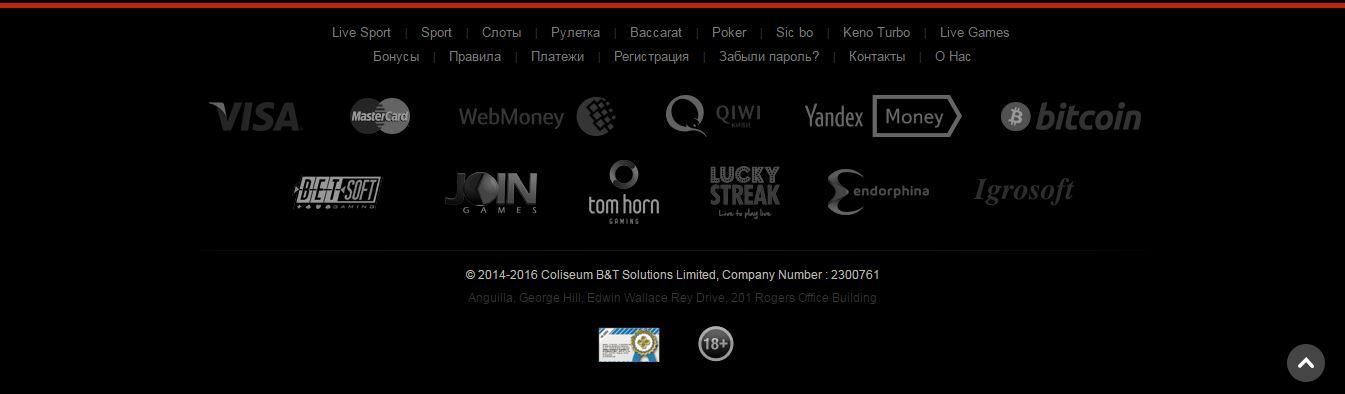 Live Sport | Sport | Слоты | Рулетка | Baccarat | Poker | Sic bo | Keno Turbo | Live Games
Бонусы | Правила | Платежи | Регистрация | Забыли пароль? | Контакты | О Нас
VISA MasterCard WebMoney QIWI КИВИ Yandex Money bitcoin
BETSOFT GAMING JOIN GAMES tom horn GAMING LUCKY STREAK Live to play live endorphina Igrosoft
© 2014-2016 Coliseum B&T Solutions Limited, Company Number : 2300761
Anguilla, George Hill, Edwin Wallace Rey Drive, 201 Rogers Office Building
18+